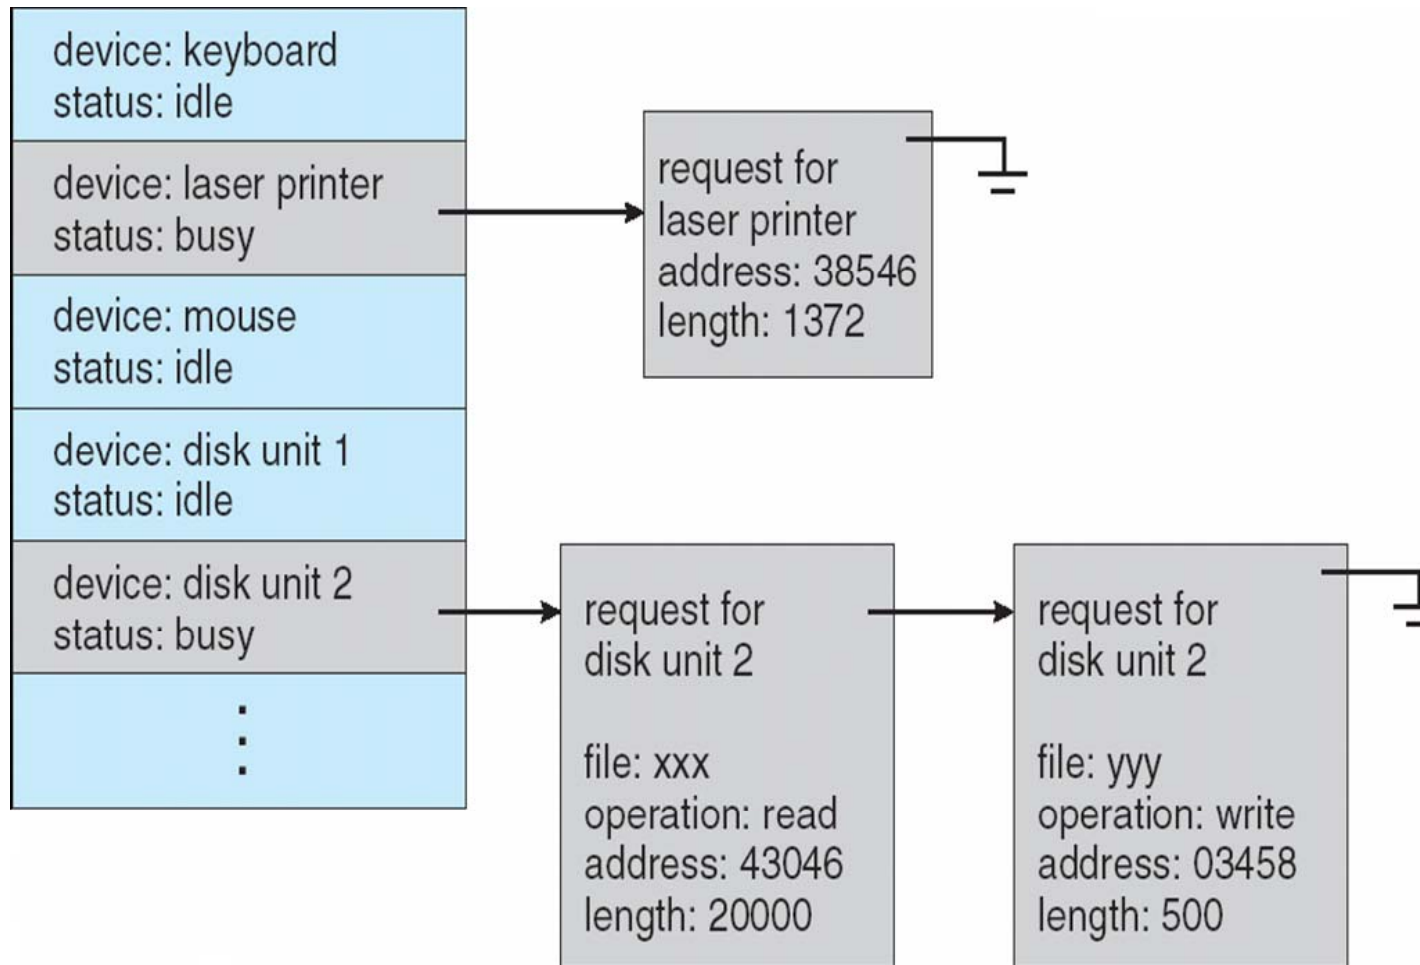 device: keyboard
status: idle
device: laser printer
status: busy
request for
laser printer
address: 38546
length: 1372
device: mouse
status: idle
device: disk unit 1
status: idle
device: disk unit 2
status: busy
request for
disk unit 2
file: xxx
operation: read
address: 43046
length: 20000
request for
disk unit 2
file: yyy
operation: write
address: 03458
length: 500